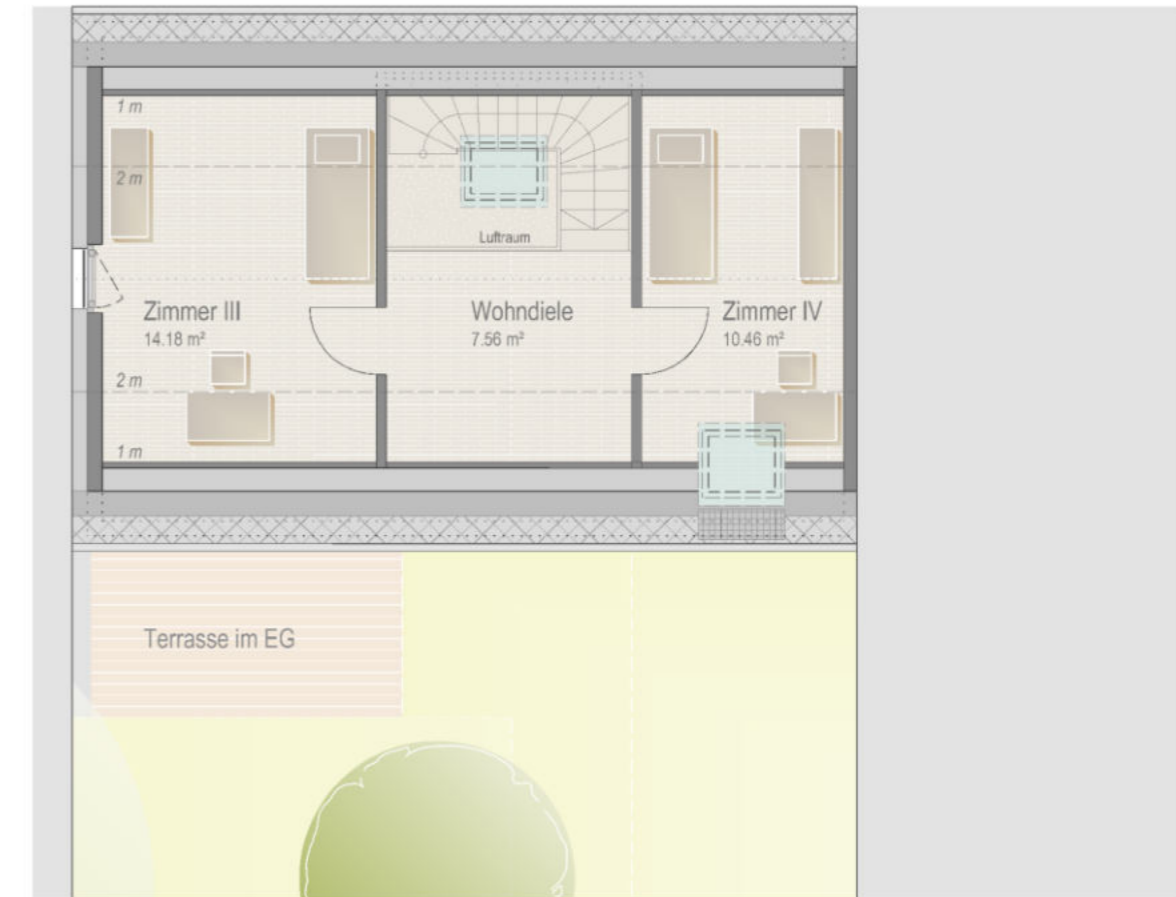 1 m
2 m
Luftraum
Zimmer III
14.18 m²
Wohndiele
7.56 m²
Zimmer IV
10.46 m²
2 m
1 m
Terrasse im EG